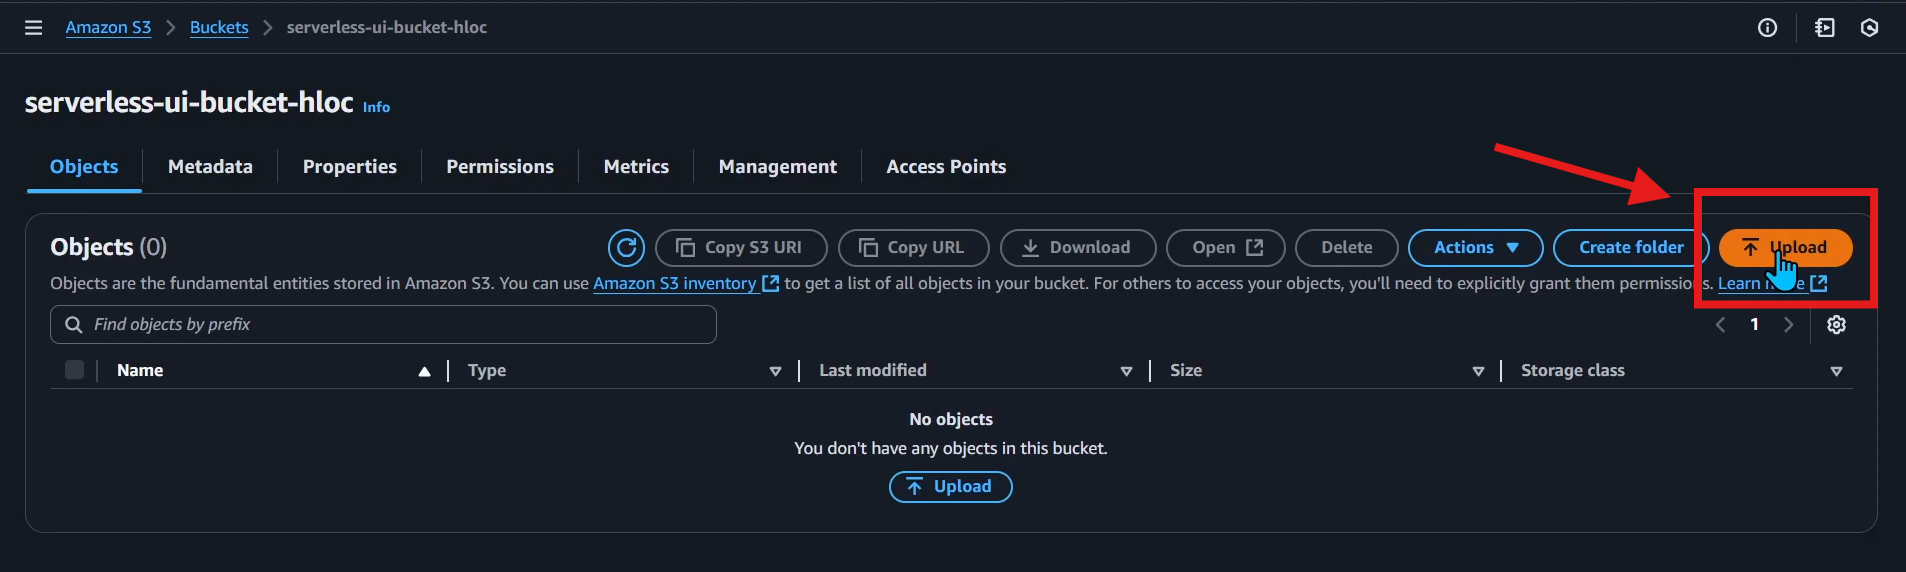 Amazon S3 > Buckets > serverless-ui-bucket-hloc
serverless-ui-bucket-hloc Info
Objects Metadata Properties Permissions Metrics Management Access Points
Objects (0) Copy S3 URI Copy URL Download Open Delete Actions Create folder Upload
Objects are the fundamental entities stored in Amazon S3. You can use Amazon S3 inventory to get a list of all objects in your bucket. For others to access your objects, you'll need to explicitly grant them permissions. Learn
Find objects by prefix
1
Name Type Last modified Size Storage class
No objects
You don't have any objects in this bucket.
Upload